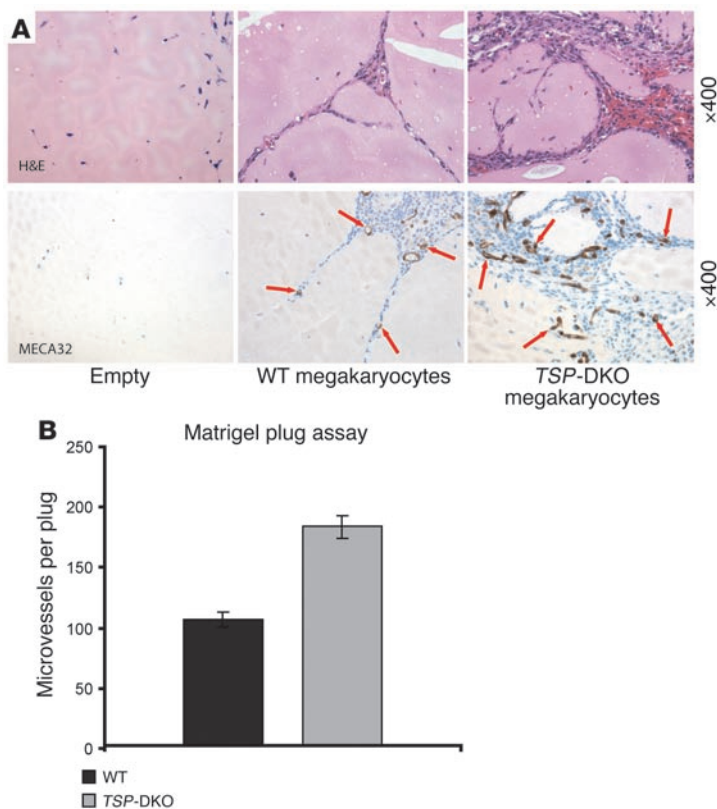 A
H&E
×400
MECA32
×400
Empty
WT megakaryocytes
TSP-DKO
megakaryocytes
B
Matrigel plug assay
Microvessels per plug
250
200
150
100
50
0
WT
TSP-DKO